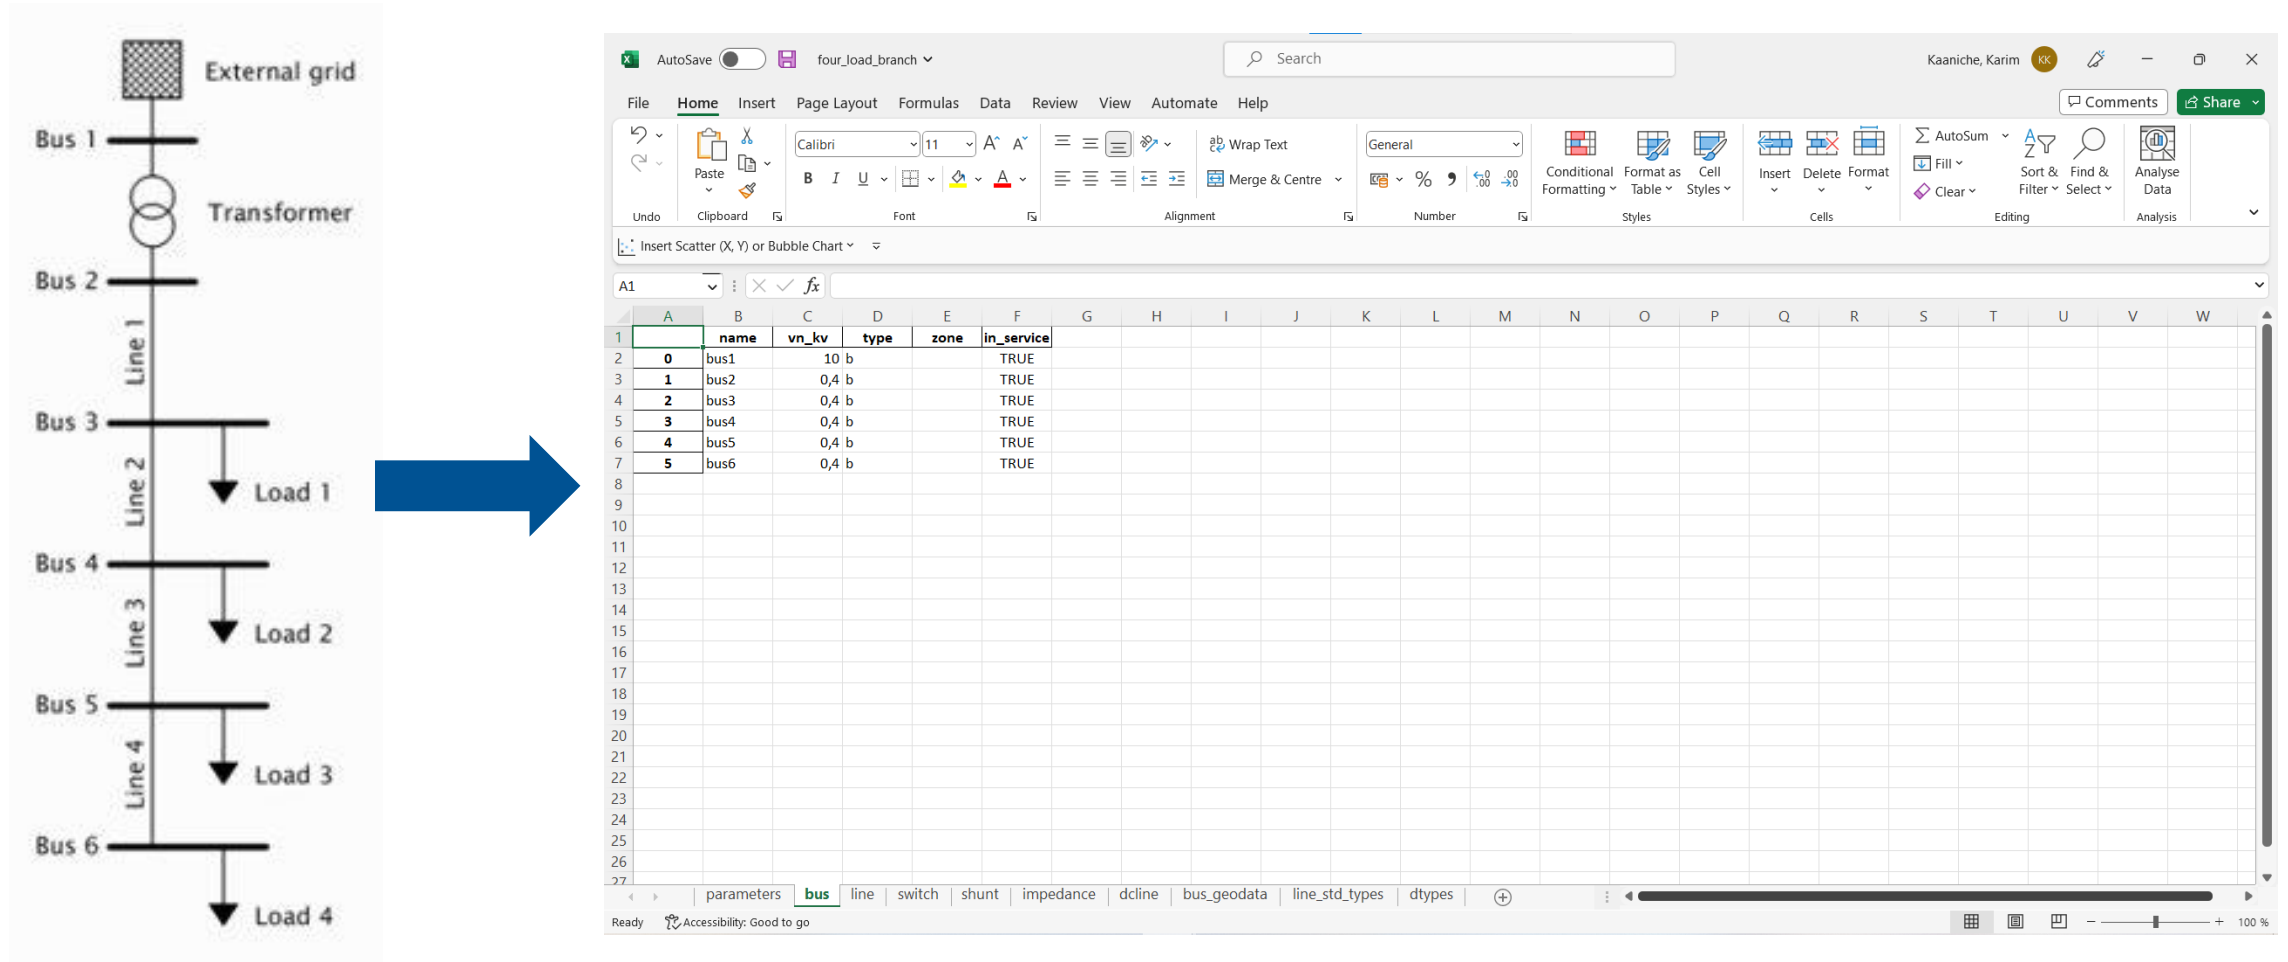 External grid
Bus 1
Transformer
Bus 2
Line 1
Bus 3
Line 2
Load 1
Bus 4
Line 3
Load 2
Bus 5
Line 4
Load 3
Bus 6
Load 4
AutoSave four_load_branch Search Kaaniche, Karim KK
File Home Insert Page Layout Formulas Data Review View Automate Help Comments Share
Calibri 11 A A ab Wrap Text General AutoSum
Paste B I U A Merge & Centre % Conditional Formatting Format as Table Cell Styles Insert Delete Format Fill Clear Sort & Filter Find & Select Analyse Data
Undo Clipboard Font Alignment Number Styles Cells Editing Analysis
Insert Scatter (X, Y) or Bubble Chart
A1 fx
A B C D E F G H I J K L M N O P Q R S T U V W
1 name vn_kv type zone in_service
2 0 bus1 10 b TRUE
3 1 bus2 0,4 b TRUE
4 2 bus3 0,4 b TRUE
5 3 bus4 0,4 b TRUE
6 4 bus5 0,4 b TRUE
7 5 bus6 0,4 b TRUE
8
9
10
11
12
13
14
15
16
17
18
19
20
21
22
23
24
25
26
27
parameters bus line switch shunt impedance dcline bus_geodata line_std_types dtypes
Ready Accessibility: Good to go 100 %